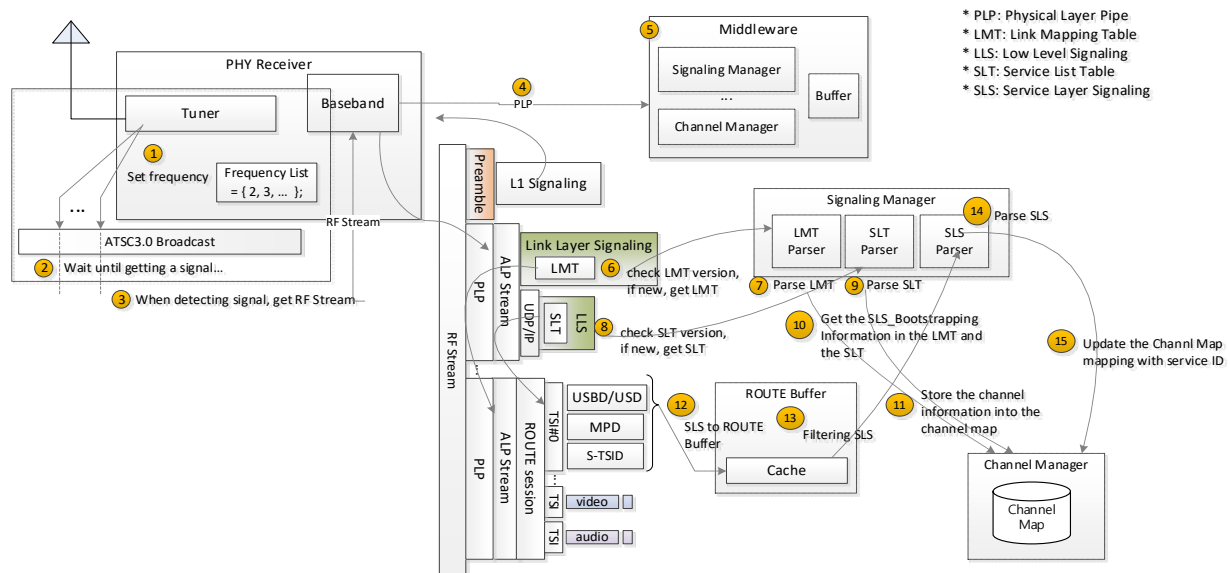 * PLP: Physical Layer Pipe
* LMT: Link Mapping Table
* LLS: Low Level Signaling
* SLT: Service List Table
* SLS: Service Layer Signaling
PHY Receiver
Tuner
Baseband
1
Set frequency
Frequency List
= { 2, 3, ... };
...
RF Stream
ATSC3.0 Broadcast
2
Wait until getting a signal...
3
When detecting signal, get RF Stream
4
PLP
5
Middleware
Signaling Manager
...
Channel Manager
Buffer
RF Stream
Preamble
L1 Signaling
PLP
ALP Stream
Link Layer Signaling
LMT
6
check LMT version,
if new, get LMT
UDP/IP
SLT
LLS
8
check SLT version,
if new, get SLT
...
PLP
ALP Stream
ROUTE session
TSI#0
USBD/USD
MPD
S-TSID
...
TSI
video
TSI
audio
12
SLS to ROUTE
Buffer
ROUTE Buffer
13
Filtering SLS
Cache
Signaling Manager
LMT
Parser
SLT
Parser
SLS
Parser
14
Parse SLS
7
Parse LMT
9
Parse SLT
10
Get the SLS_Bootstrapping
Information in the LMT and
the SLT
11
Store the channel
information into the
channel map
15
Update the Channl Map
mapping with service ID
Channel Manager
Channel
Map